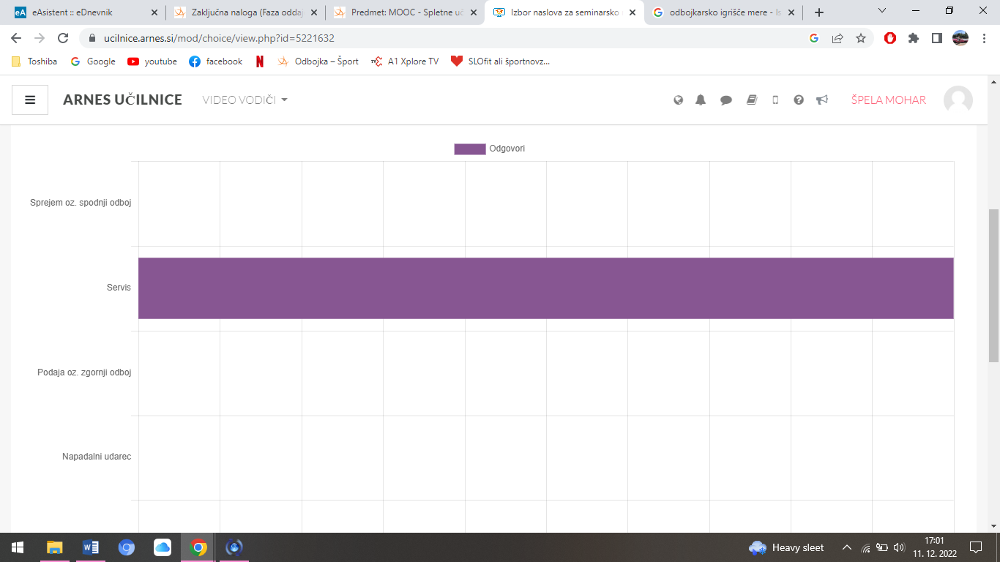 eAsistent :: eDnevnik
Zaključna naloga (Faza oddaj
Predmet: MOOC - Spletne uč
Izbor naslova za seminarsko
odbojkarsko igrišče mere - Is
ucilnice.arnes.si/mod/choice/view.php?id=5221632
Toshiba
Google
youtube
facebook
Odbojka – Šport
A1 Xplore TV
SLOfit ali športnovz...
ARNES UČILNICE
VIDEO VODIČI
ŠPELA MOHAR
Odgovori
Sprejem oz. spodnji odboj
Servis
Podaja oz. zgornji odboj
Napadalni udarec
Heavy sleet
17:01
11. 12. 2022